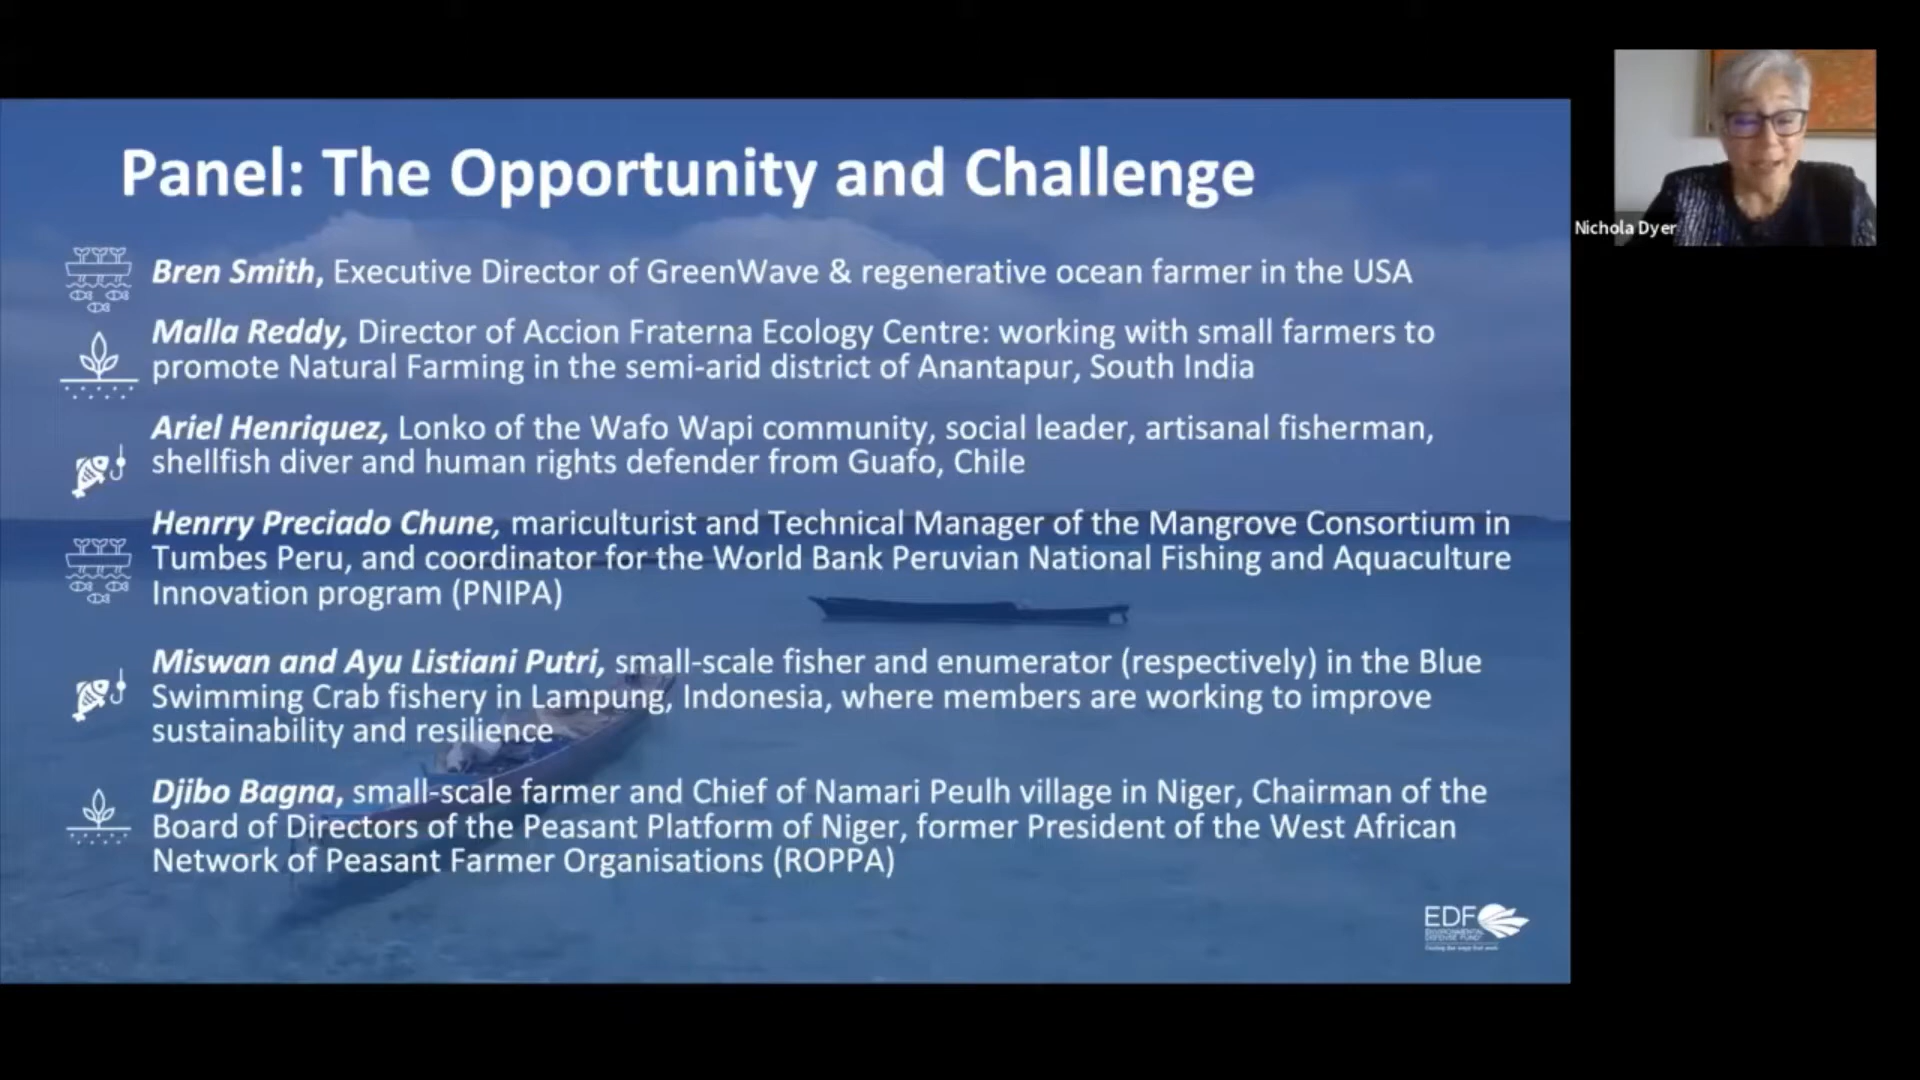 Panel: The Opportunity and Challenge
Bren Smith, Executive Director of GreenWave & regenerative ocean farmer in the USA
Malla Reddy, Director of Accion Fraterna Ecology Centre: working with small farmers to
promote Natural Farming in the semi-arid district of Anantapur, South India
Ariel Henriquez, Lonko of the Wafo Wapi community, social leader, artisanal fisherman,
shellfish diver and human rights defender from Guafo, Chile
Henrry Preciado Chune, mariculturist and Technical Manager of the Mangrove Consortium in
Tumbes Peru, and coordinator for the World Bank Peruvian National Fishing and Aquaculture
Innovation program (PNIPA)
Miswan and Ayu Listiani Putri, small-scale fisher and enumerator (respectively) in the Blue
Swimming Crab fishery in Lampung, Indonesia, where members are working to improve
sustainability and resilience
Djibo Bagna, small-scale farmer and Chief of Namari Peulh village in Niger, Chairman of the
Board of Directors of the Peasant Platform of Niger, former President of the West African
Network of Peasant Farmer Organisations (ROPPA)
EDF
ENVIRONMENTAL
DEFENSE FUND
Nichola Dyer